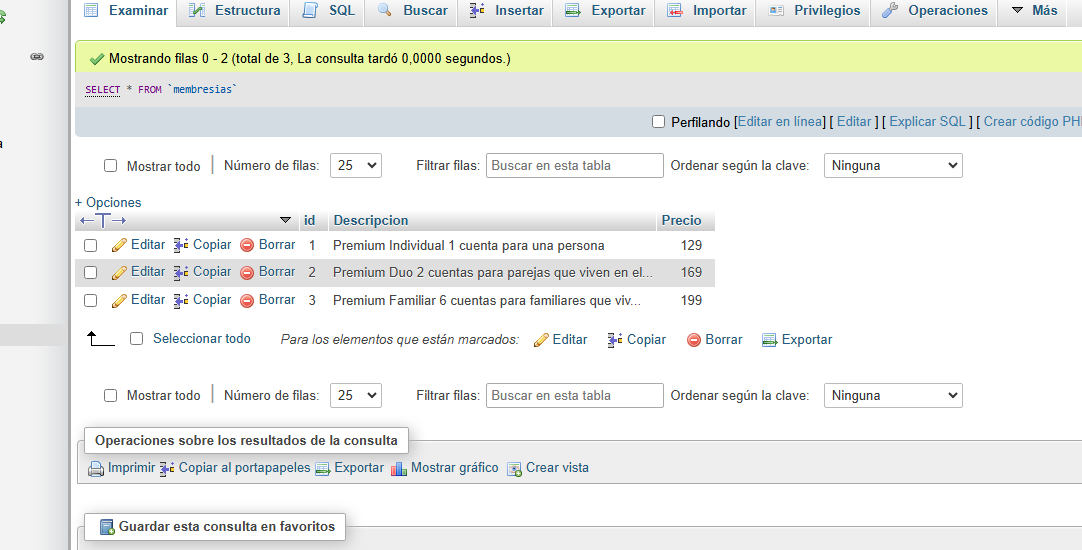 Examinar Estructura SQL Buscar Insertar Exportar Importar Privilegios Operaciones Más
Mostrando filas 0 - 2 (total de 3, La consulta tardó 0,0000 segundos.)
SELECT * FROM `membresias`
Perfilando [Editar en línea] [ Editar ] [ Explicar SQL ] [ Crear código PH
a
Mostrar todo Número de filas: 25 Filtrar filas: Buscar en esta tabla Ordenar según la clave: Ninguna
+ Opciones
←T→ id Descripcion Precio
Editar Copiar Borrar 1 Premium Individual 1 cuenta para una persona 129
Editar Copiar Borrar 2 Premium Duo 2 cuentas para parejas que viven en el... 169
Editar Copiar Borrar 3 Premium Familiar 6 cuentas para familiares que viv... 199
Seleccionar todo Para los elementos que están marcados: Editar Copiar Borrar Exportar
Mostrar todo Número de filas: 25 Filtrar filas: Buscar en esta tabla Ordenar según la clave: Ninguna
Operaciones sobre los resultados de la consulta
Imprimir Copiar al portapapeles Exportar Mostrar gráfico Crear vista
Guardar esta consulta en favoritos